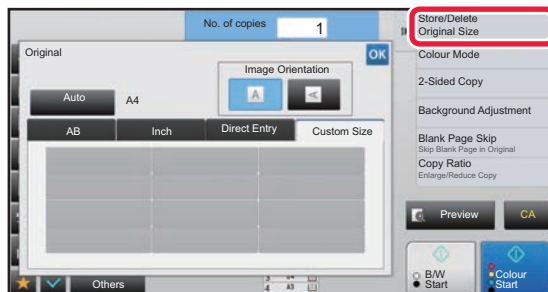 No. of copies
1
Store/Delete
Original Size
Original
OK
Colour Mode
Image Orientation
A
A
Auto
A4
2-Sided Copy
AB
Inch
Direct Entry
Custom Size
Background Adjustment
Blank Page Skip
Skip Blank Page in Original
Copy Ratio
Enlarge/Reduce Copy
Preview
CA
B/W
Start
Colour
Start
Others
4 A3